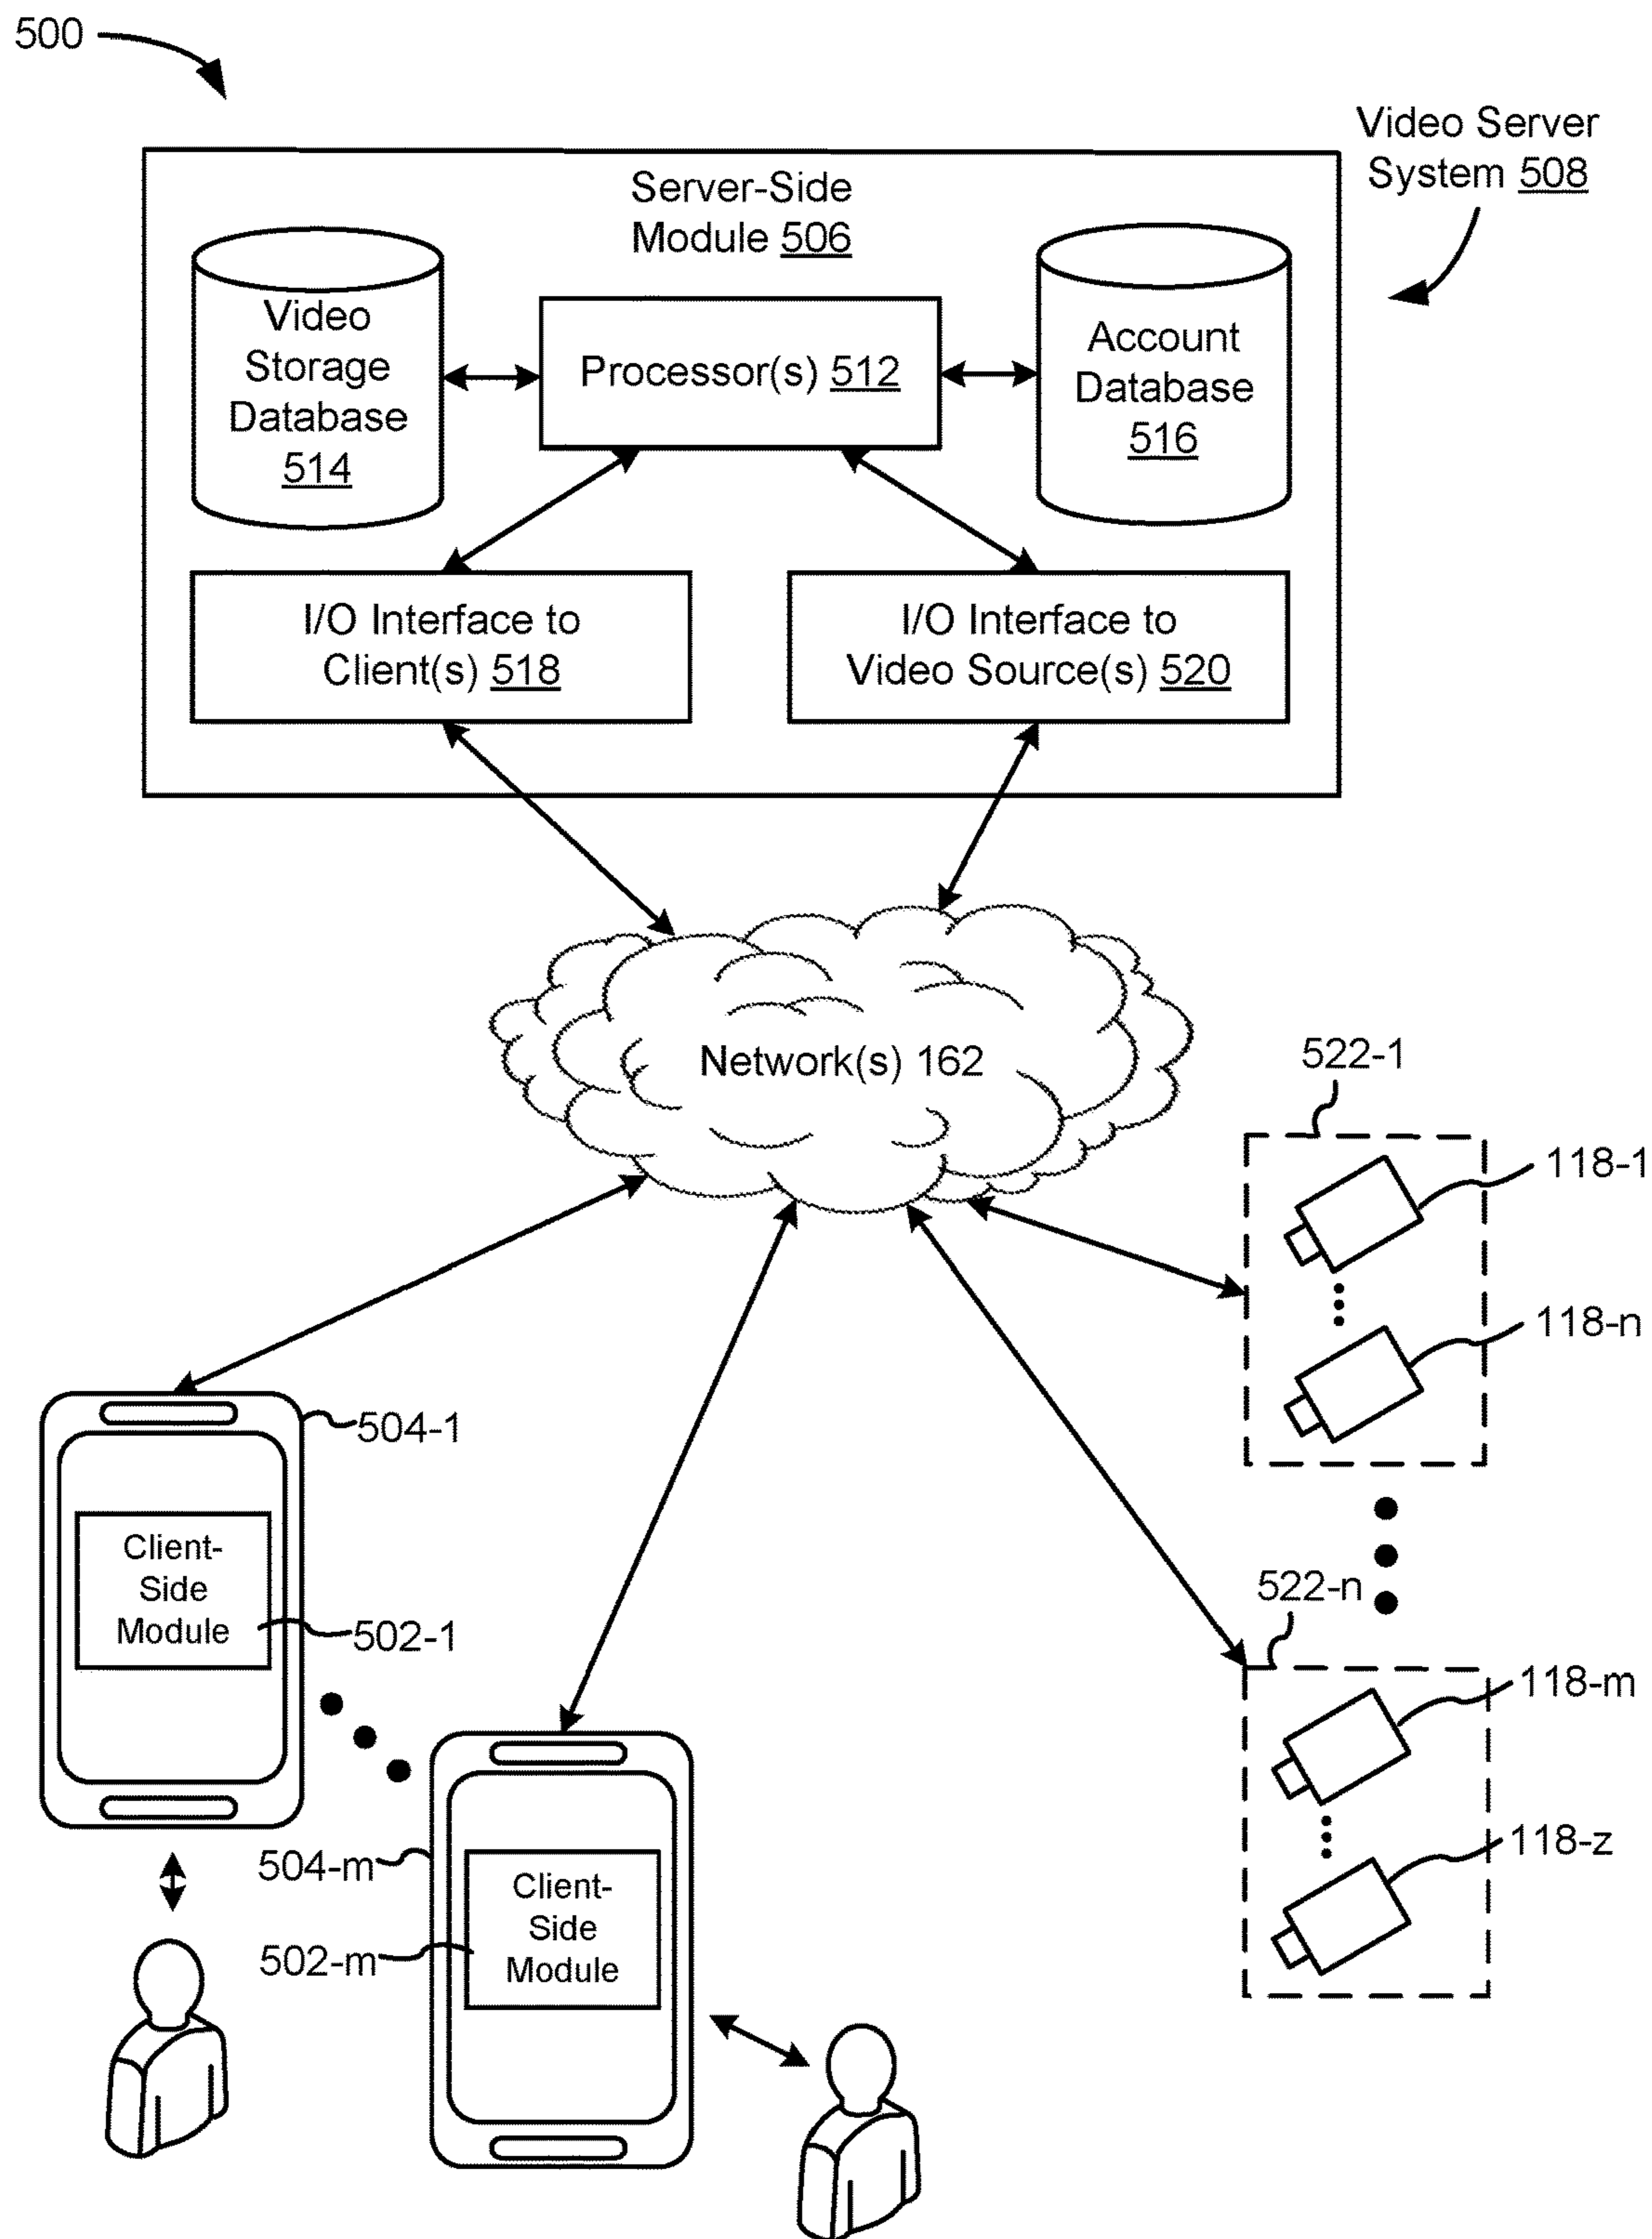 500
Video Server
System 508
Server-Side
Module 506
Video
Storage
Database
514
Processor(s) 512
Account
Database
516
I/O Interface to
Client(s) 518
I/O Interface to
Video Source(s) 520
Network(s) 162
522-1
118-1
118-n
504-1
Client-
Side
Module
502-1
522-n
118-m
118-z
504-m
Client-
Side
Module
502-m